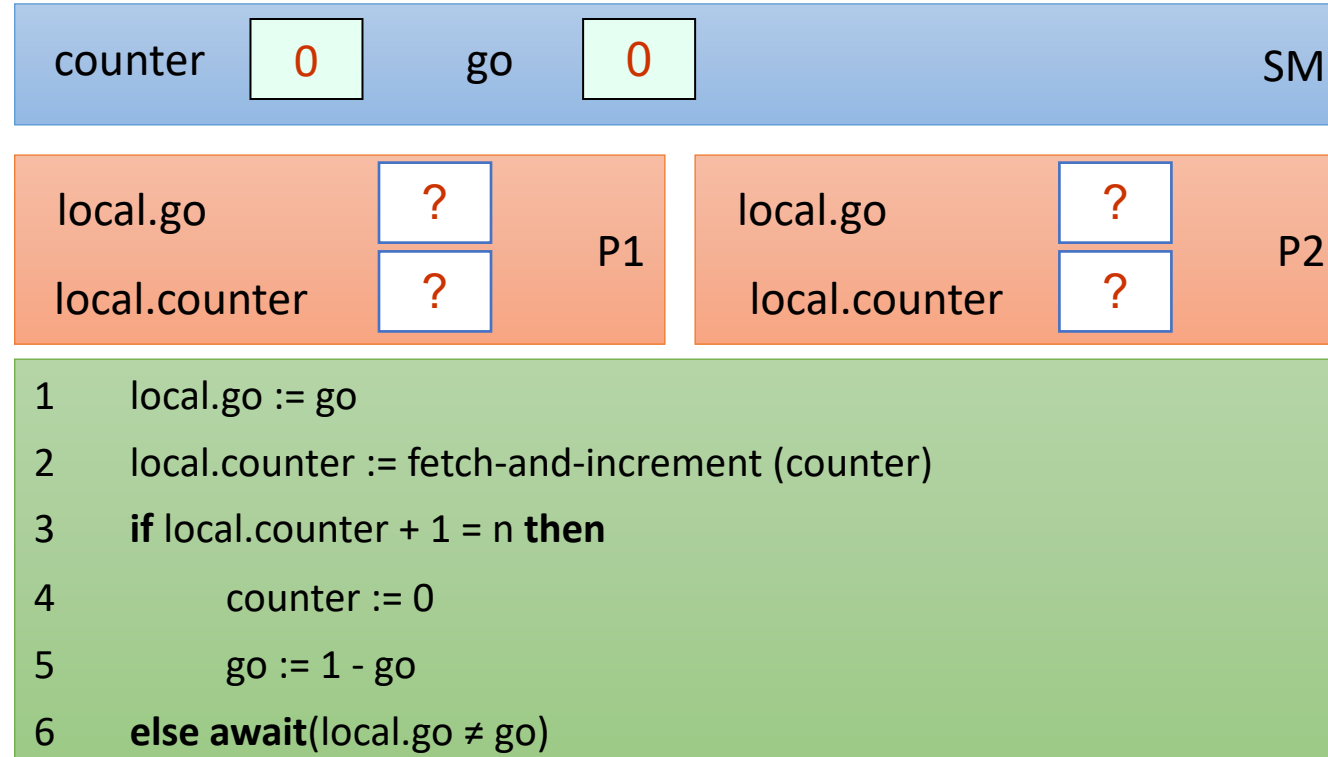 counter 0 go 0 SM
local.go ? P1
local.counter ?
local.go ? P2
local.counter ?
1 local.go := go
2 local.counter := fetch-and-increment (counter)
3 if local.counter + 1 = n then
4 counter := 0
5 go := 1 - go
6 else await(local.go ≠ go)